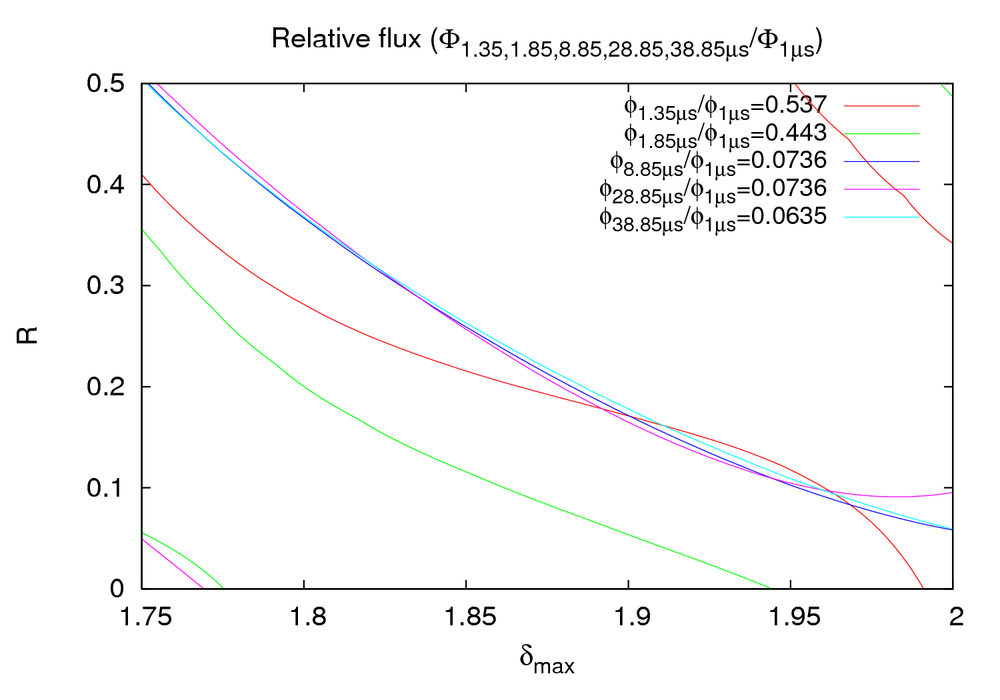 Relative flux (Φ1.35,1.85,8.85,28.85,38.85μs/Φ1μs)
0.5
0.4
0.3
0.2
0.1
0
R
ϕ1.35μs/ϕ1μs=0.537
ϕ1.85μs/ϕ1μs=0.443
ϕ8.85μs/ϕ1μs=0.0736
ϕ28.85μs/ϕ1μs=0.0736
ϕ38.85μs/ϕ1μs=0.0635
1.75 1.8 1.85 1.9 1.95 2
δmax